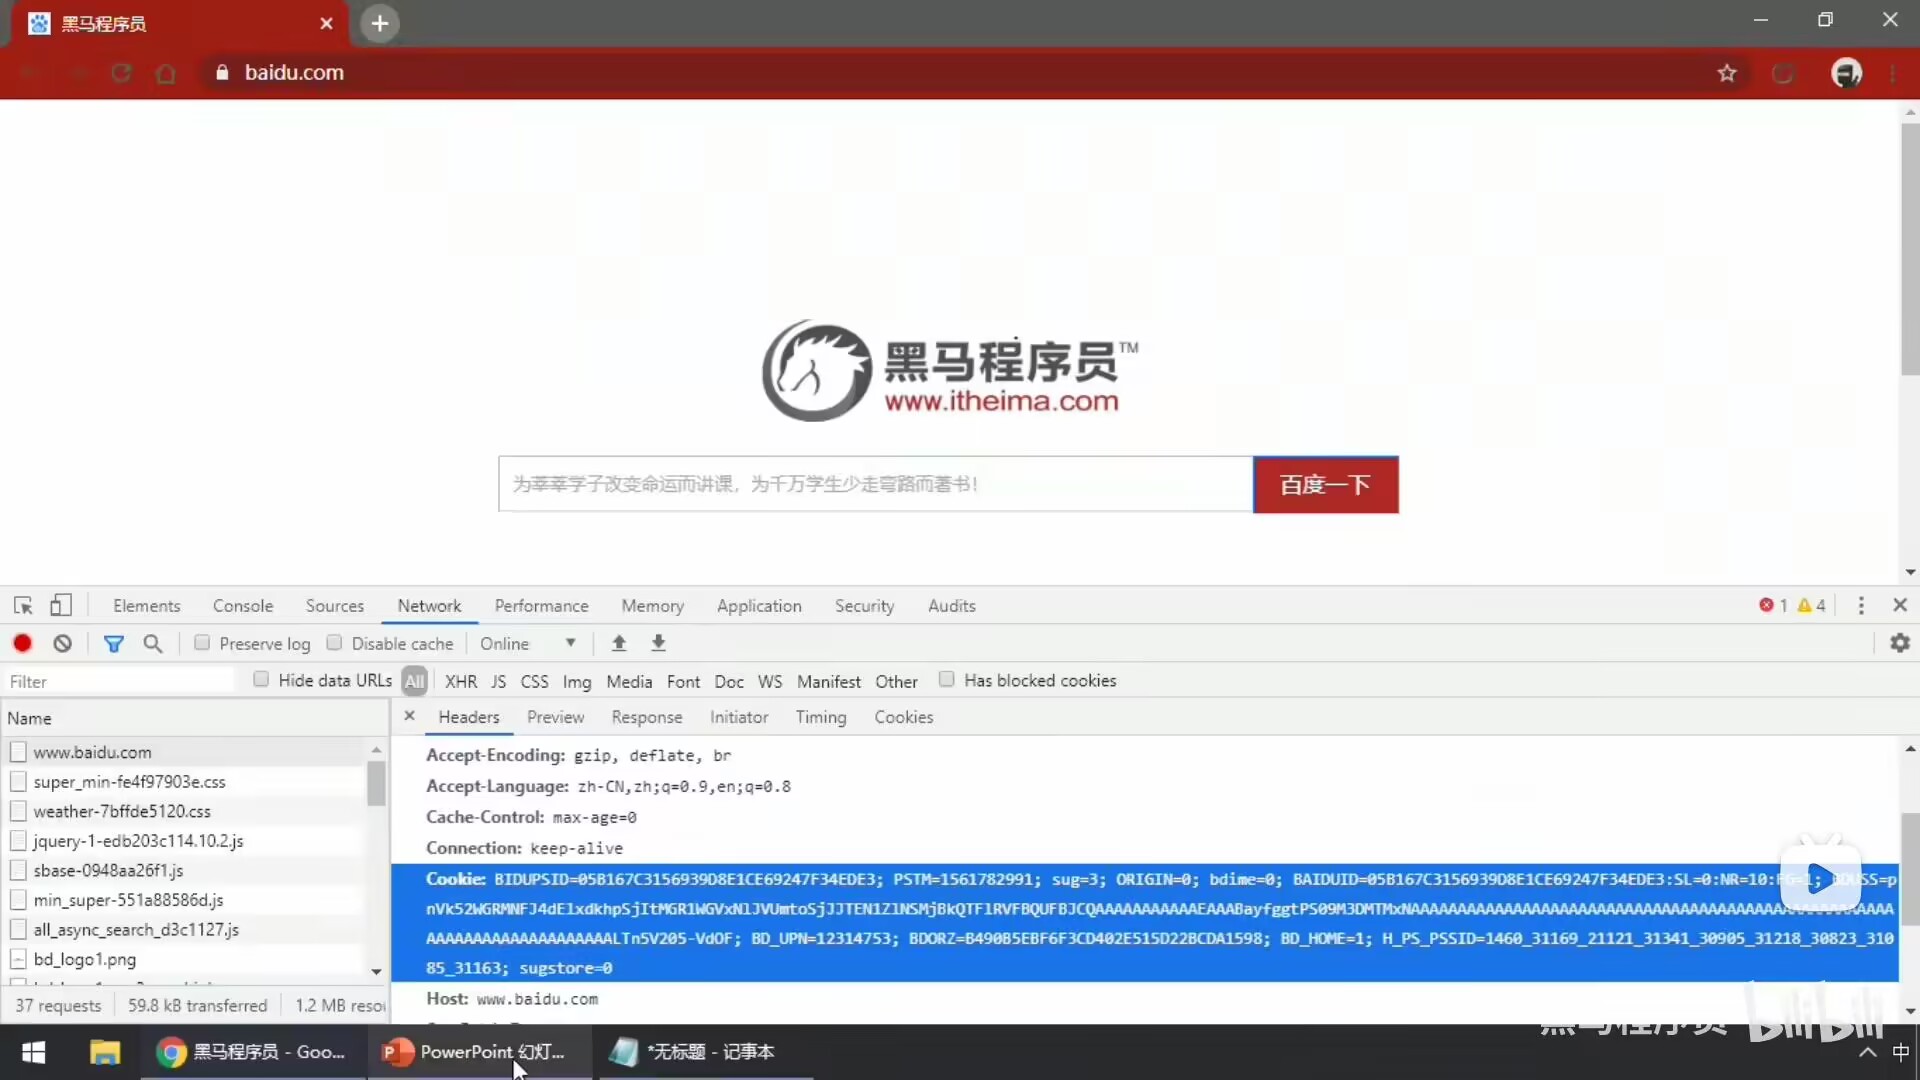 黑马程序员
baidu.com
黑马程序员™
www.itheima.com
为莘莘学子改变命运而讲课，为千万学生少走弯路而著书！
百度一下
Elements Console Sources Network Performance Memory Application Security Audits 1 4
Preserve log Disable cache Online
Filter Hide data URLs All XHR JS CSS Img Media Font Doc WS Manifest Other Has blocked cookies
Name
Headers Preview Response Initiator Timing Cookies
www.baidu.com
super_min-fe4f97903e.css
weather-7bffde5120.css
jquery-1-edb203c114.10.2.js
sbase-0948aa26f1.js
min_super-551a88586d.js
all_async_search_d3c1127.js
bd_logo1.png
37 requests 59.8 kB transferred 1.2 MB resou
Accept-Encoding: gzip, deflate, br
Accept-Language: zh-CN,zh;q=0.9,en;q=0.8
Cache-Control: max-age=0
Connection: keep-alive
Cookie: BIDUPSID=05B167C3156939D8E1CE69247F34EDE3; PSTM=1561782991; sug=3; ORIGIN=0; bdime=0; BAIDUID=05B167C3156939D8E1CE69247F34EDE3:SL=0:NR=10:FG=1;
BD_UPN=12314753; BDORZ=B490B5EBF6F3CD402E515D22BCDA1598; BD_HOME=1; H_PS_PSSID=1460_31169_21121_31341_30905_31218_30823_310
85_31163; sugstore=0
Host: www.baidu.com
黑马程序员 bilibili
黑马程序员 - Goo... PowerPoint 幻灯... *无标题 - 记事本 中